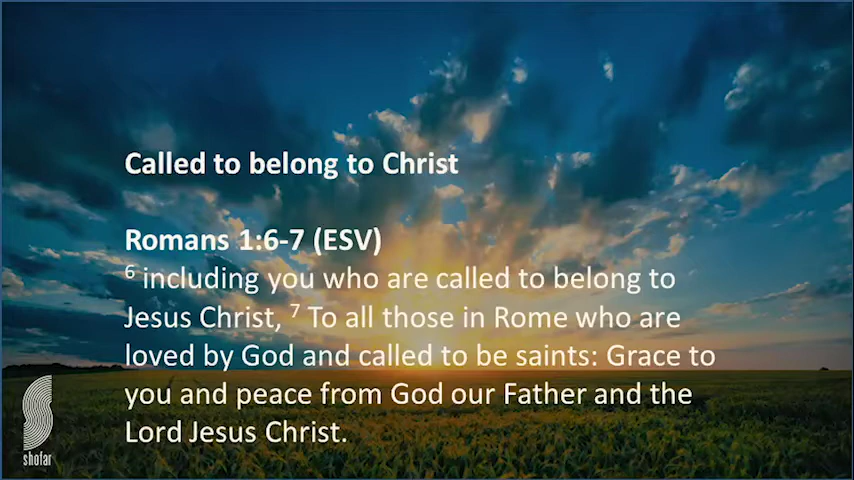 Called to belong to Christ
Romans 1:6-7 (ESV)
6 including you who are called to belong to
Jesus Christ, 7 To all those in Rome who are
loved by God and called to be saints: Grace to
you and peace from God our Father and the
Lord Jesus Christ.
shofar